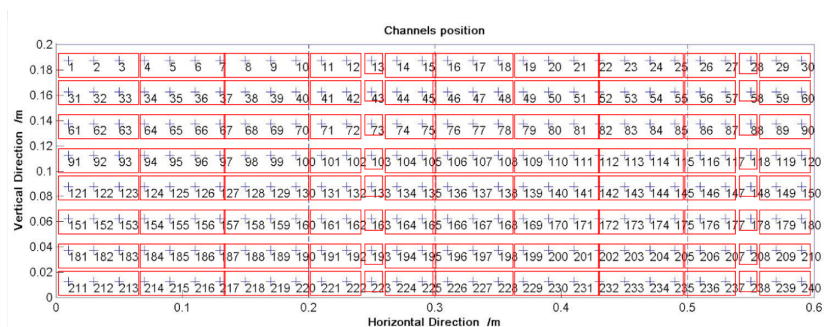 Channels position
0.2
0.18
0.16
0.14
0.12
0.1
0.08
0.06
0.04
0.02
0
Vertical Direction /m
1 2 3 4 5 6 7 8 9 10 11 12 13 14 15 16 17 18 19 20 21 22 23 24 25 26 27 28 29 30
31 32 33 34 35 36 37 38 39 40 41 42 43 44 45 46 47 48 49 50 51 52 53 54 55 56 57 58 59 60
61 62 63 64 65 66 67 68 69 70 71 72 73 74 75 76 77 78 79 80 81 82 83 84 85 86 87 88 89 90
91 92 93 94 95 96 97 98 99 100 101 102 103 104 105 106 107 108 109 110 111 112 113 114 115 116 117 118 119 120
121 122 123 124 125 126 127 128 129 130 131 132 133 134 135 136 137 138 139 140 141 142 143 144 145 146 147 148 149 150
151 152 153 154 155 156 157 158 159 160 161 162 163 164 165 166 167 168 169 170 171 172 173 174 175 176 177 178 179 180
181 182 183 184 185 186 187 188 189 190 191 192 193 194 195 196 197 198 199 200 201 202 203 204 205 206 207 208 209 210
211 212 213 214 215 216 217 218 219 220 221 222 223 224 225 226 227 228 229 230 231 232 233 234 235 236 237 238 239 240
0 0.1 0.2 0.3 0.4 0.5 0.6
Horizontal Direction /m